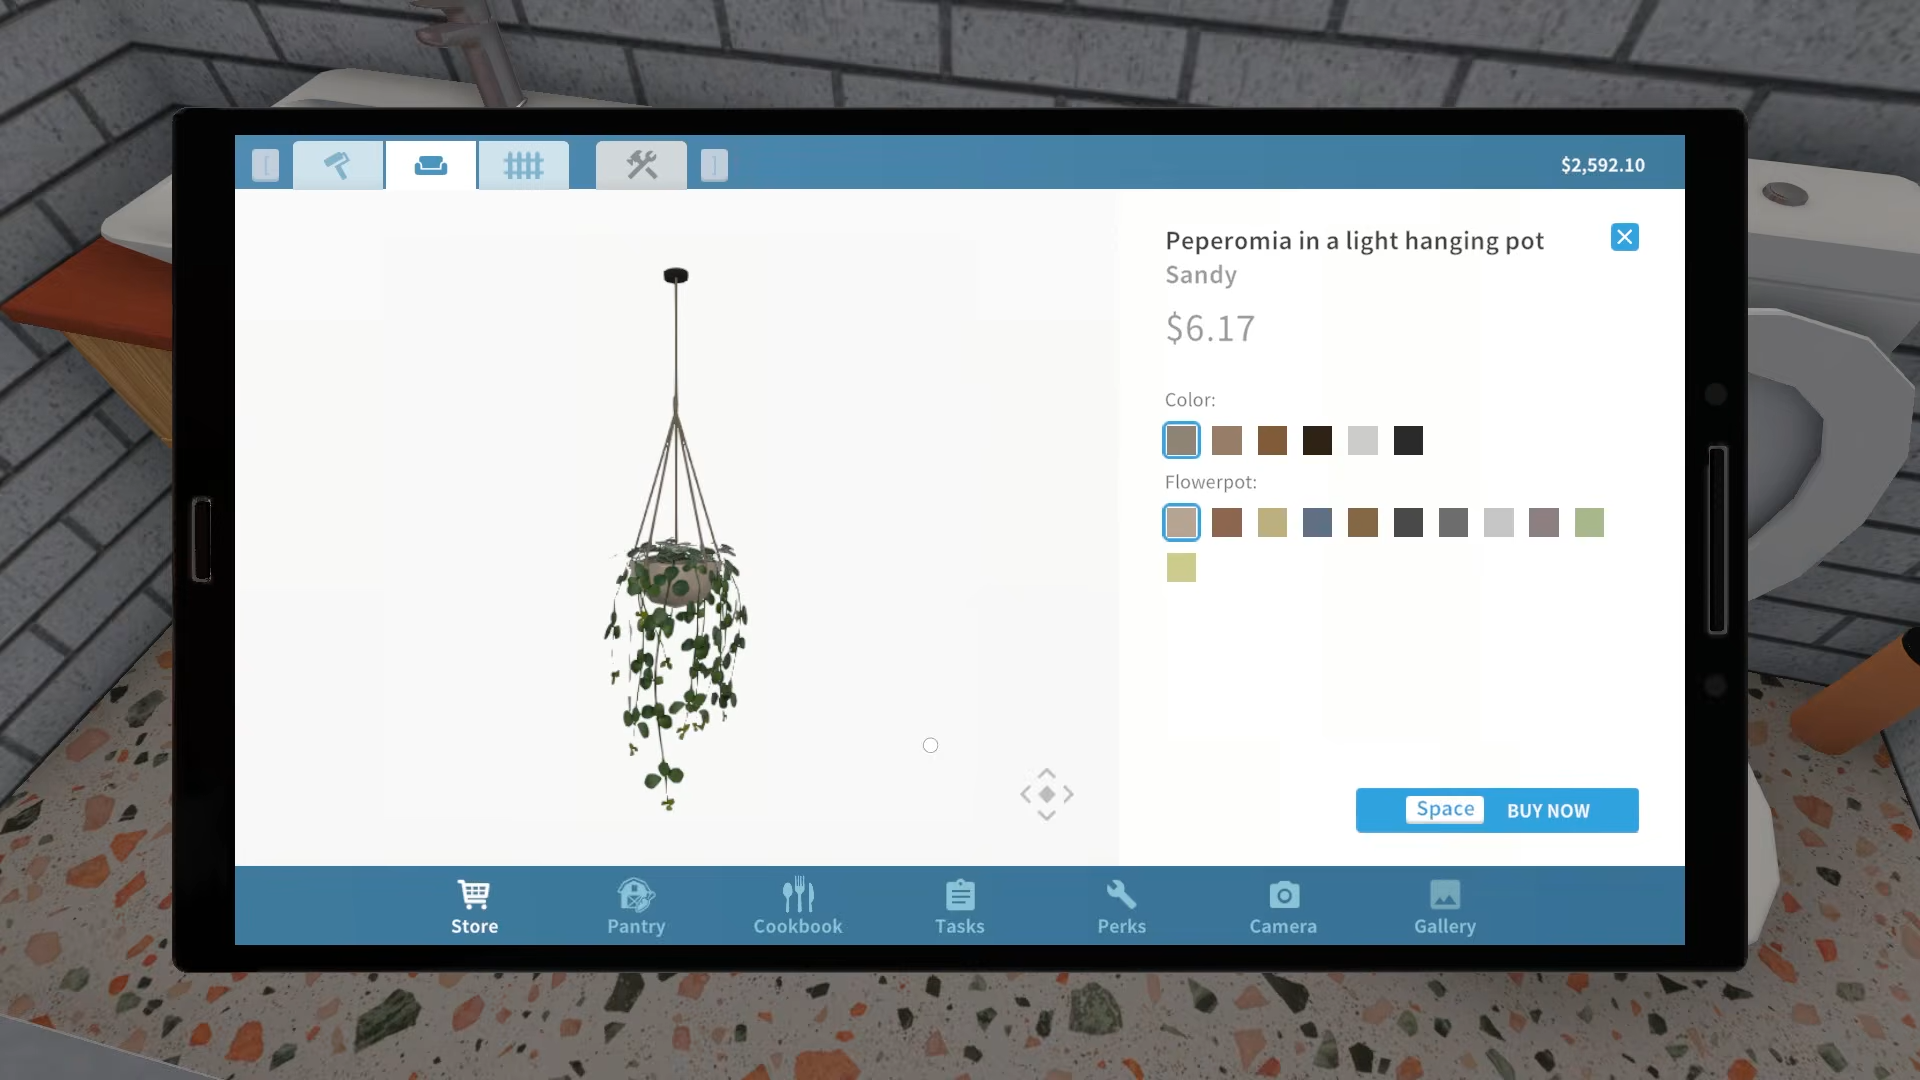 [
]
$2,592.10
Peperomia in a light hanging pot
Sandy
$6.17
Color:
Flowerpot:
Space BUY NOW
Store
Pantry
Cookbook
Tasks
Perks
Camera
Gallery